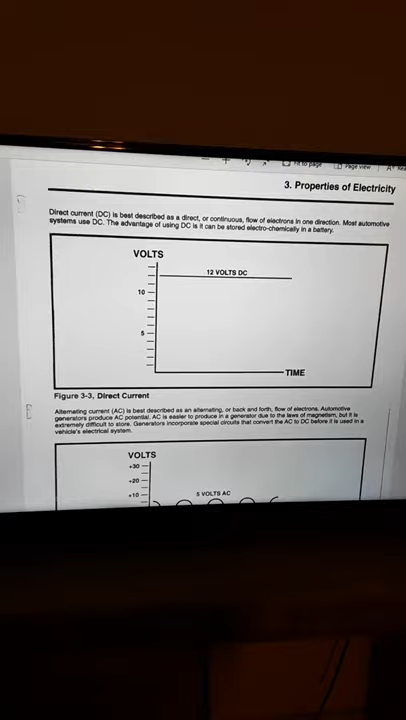 Fit to page
Page view
3. Properties of Electricity
Direct current (DC) is best described as a direct, or continuous, flow of electrons in one direction. Most automotive
systems use DC. The advantage of using DC is it can be stored electro-chemically in a battery.
VOLTS
12 VOLTS DC
10
5
TIME
Figure 3-3, Direct Current
Alternating current (AC) is best described as an alternating, or back and forth, flow of electrons. Automotive
generators produce AC potential. AC is easier to produce in a generator due to the laws of magnetism, but it is
extremely difficult to store. Generators incorporate special circuits that convert the AC to DC before it is used in a
vehicle's electrical system.
VOLTS
+30
+20
+10
5 VOLTS AC